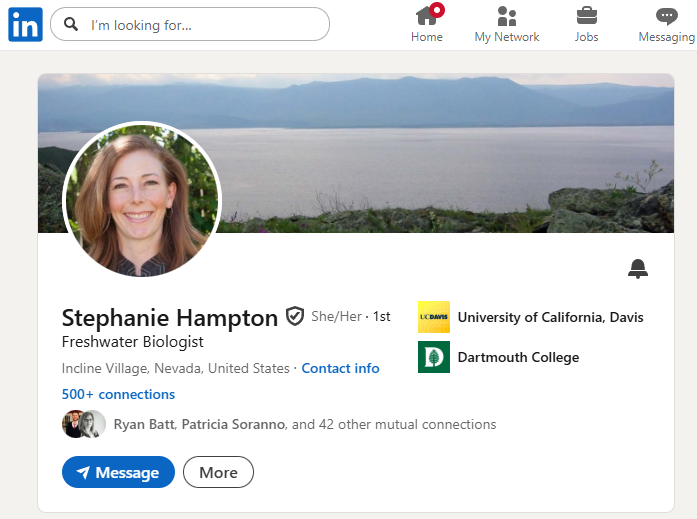 in
I'm looking for...
Home
My Network
Jobs
Messaging
Stephanie Hampton She/Her · 1st
Freshwater Biologist
Incline Village, Nevada, United States · Contact info
500+ connections
Ryan Batt, Patricia Soranno, and 42 other mutual connections
Message
More
UCDAVIS
University of California, Davis
D
Dartmouth College